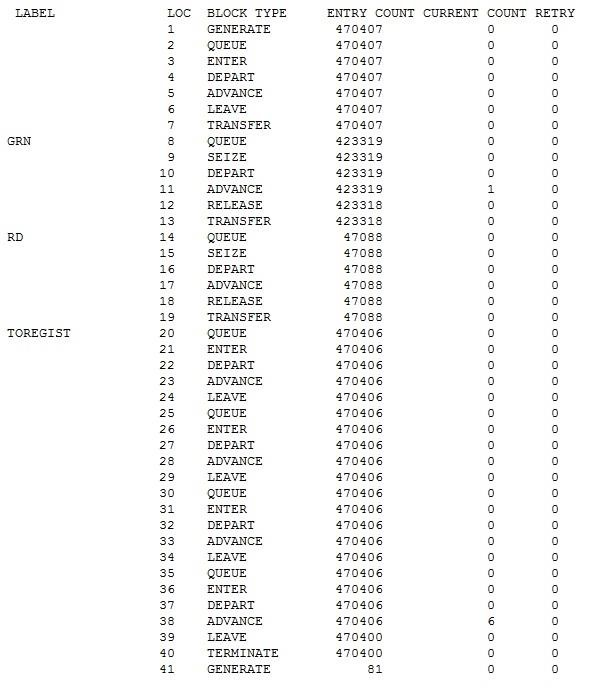 LABEL LOC BLOCK TYPE ENTRY COUNT CURRENT COUNT RETRY
1 GENERATE 470407 0 0
2 QUEUE 470407 0 0
3 ENTER 470407 0 0
4 DEPART 470407 0 0
5 ADVANCE 470407 0 0
6 LEAVE 470407 0 0
7 TRANSFER 470407 0 0
GRN 8 QUEUE 423319 0 0
9 SEIZE 423319 0 0
10 DEPART 423319 0 0
11 ADVANCE 423319 1 0
12 RELEASE 423318 0 0
13 TRANSFER 423318 0 0
RD 14 QUEUE 47088 0 0
15 SEIZE 47088 0 0
16 DEPART 47088 0 0
17 ADVANCE 47088 0 0
18 RELEASE 47088 0 0
19 TRANSFER 47088 0 0
TOREGIST 20 QUEUE 470406 0 0
21 ENTER 470406 0 0
22 DEPART 470406 0 0
23 ADVANCE 470406 0 0
24 LEAVE 470406 0 0
25 QUEUE 470406 0 0
26 ENTER 470406 0 0
27 DEPART 470406 0 0
28 ADVANCE 470406 0 0
29 LEAVE 470406 0 0
30 QUEUE 470406 0 0
31 ENTER 470406 0 0
32 DEPART 470406 0 0
33 ADVANCE 470406 0 0
34 LEAVE 470406 0 0
35 QUEUE 470406 0 0
36 ENTER 470406 0 0
37 DEPART 470406 0 0
38 ADVANCE 470406 6 0
39 LEAVE 470400 0 0
40 TERMINATE 470400 0 0
41 GENERATE 81 0 0